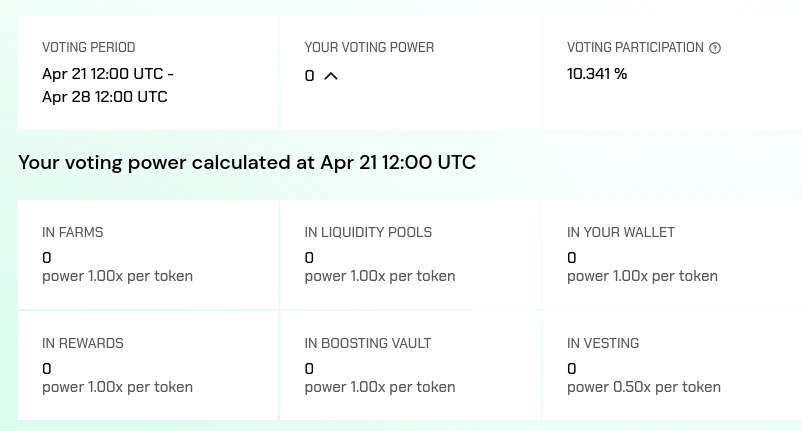 VOTING PERIOD
Apr 21 12:00 UTC -
Apr 28 12:00 UTC
YOUR VOTING POWER
0
VOTING PARTICIPATION ?
10.341 %
Your voting power calculated at Apr 21 12:00 UTC
IN FARMS
0
power 1.00x per token
IN LIQUIDITY POOLS
0
power 1.00x per token
IN YOUR WALLET
0
power 1.00x per token
IN REWARDS
0
power 1.00x per token
IN BOOSTING VAULT
0
power 1.00x per token
IN VESTING
0
power 0.50x per token